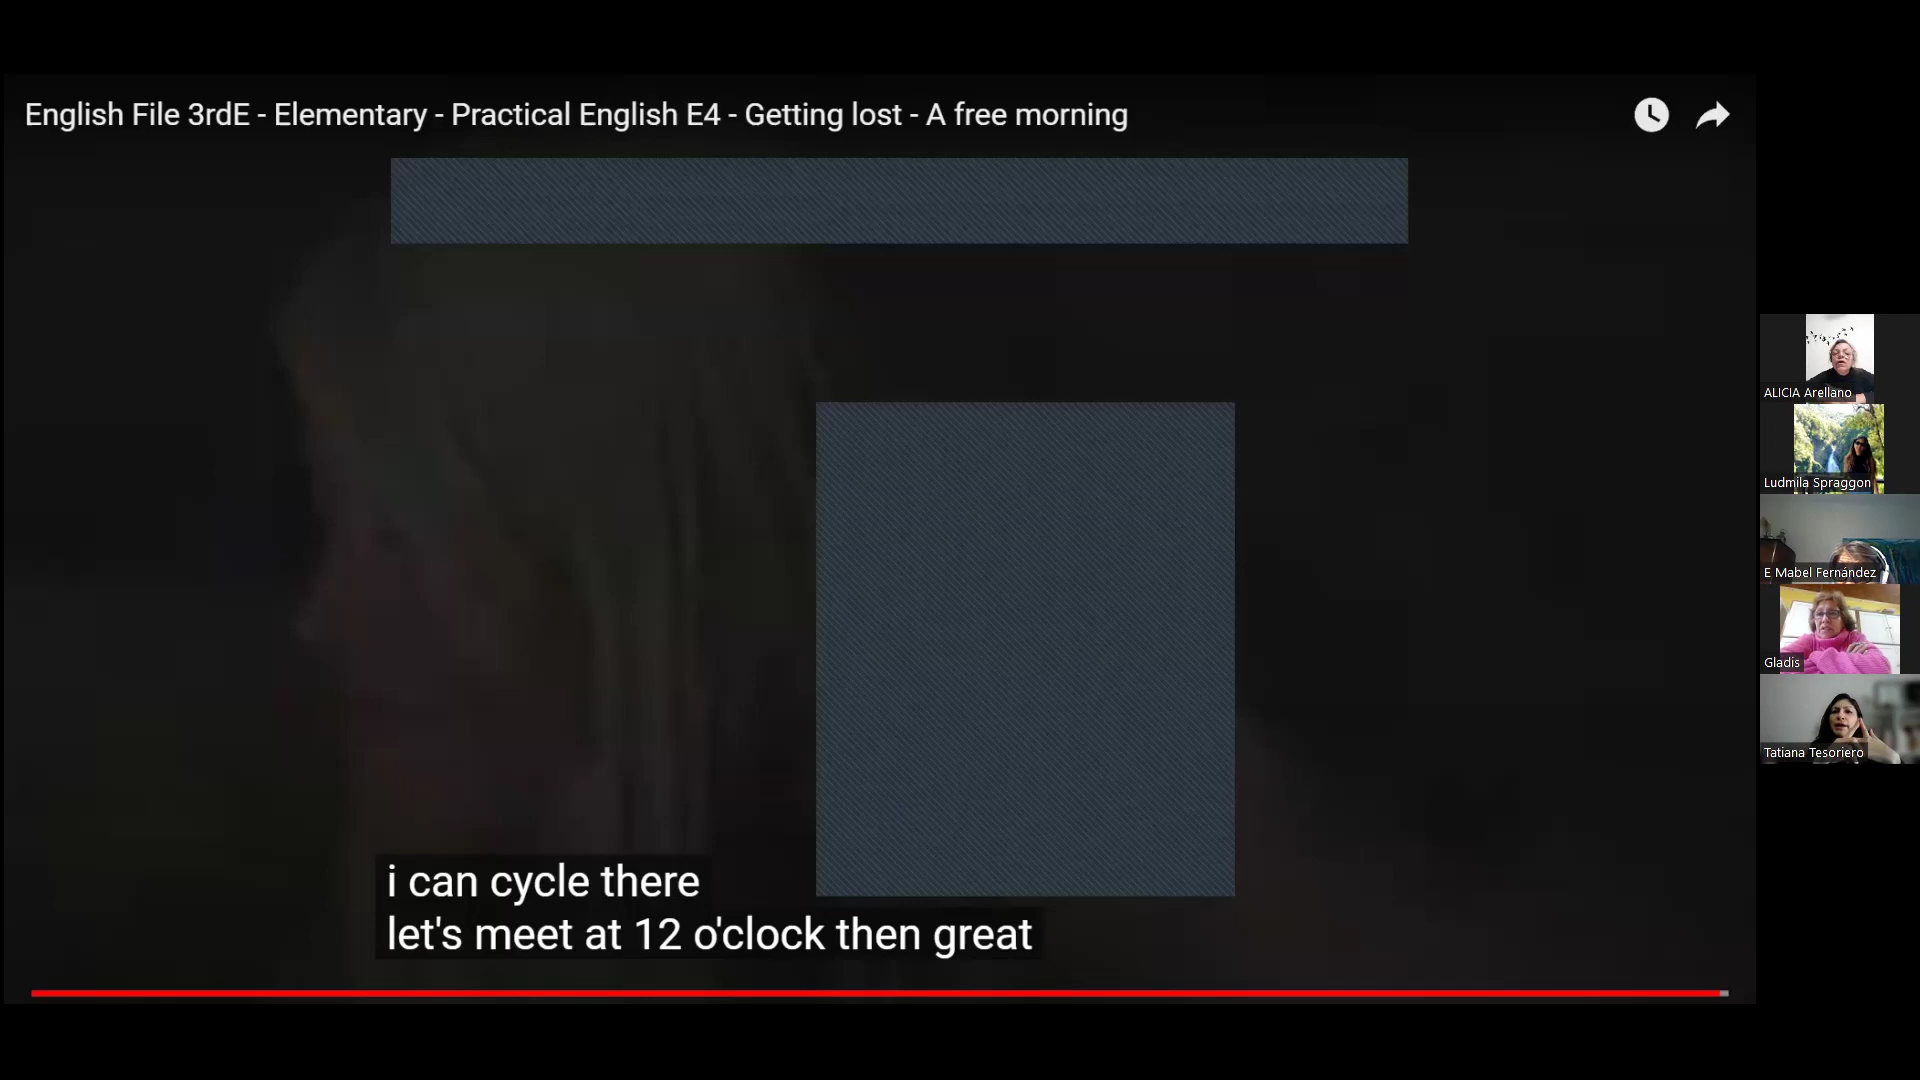 English File 3rdE - Elementary - Practical English E4 - Getting lost - A free morning
i can cycle there
let's meet at 12 o'clock then great
ALICIA Arellano
Ludmila Spraggon
E Mabel Fernández
Gladis
Tatiana Tesoriero